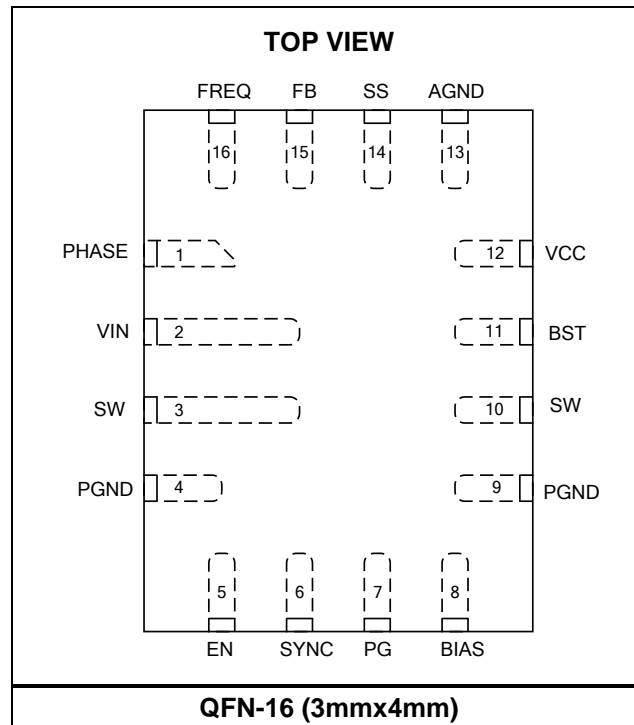 TOP VIEW
FREQ FB SS AGND
16 15 14 13
PHASE 1 12 VCC
VIN 2 11 BST
SW 3 10 SW
PGND 4 9 PGND
5 6 7 8
EN SYNC PG BIAS
QFN-16 (3mmx4mm)